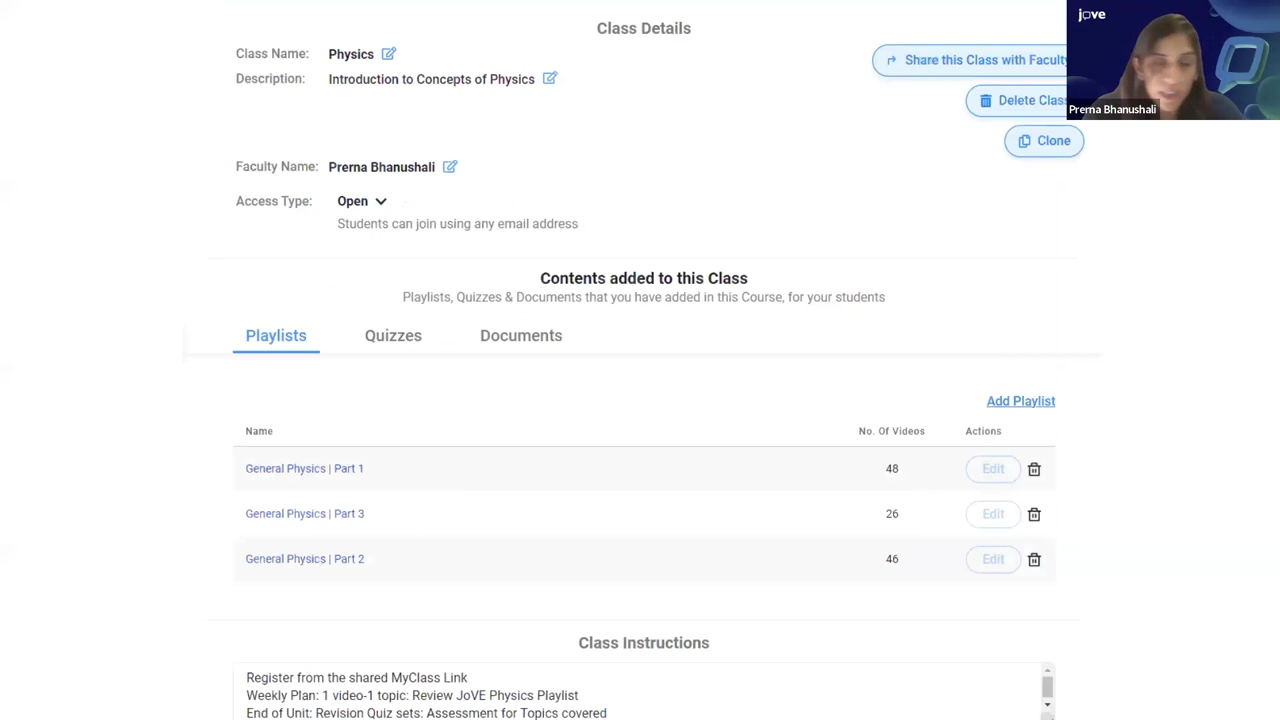 Class Details
jove
Class Name: Physics
Share this Class with Faculty
Description: Introduction to Concepts of Physics
Delete Class
Prerna Bhanushali
Clone
Faculty Name: Prerna Bhanushali
Access Type: Open
Students can join using any email address
Contents added to this Class
Playlists, Quizzes & Documents that you have added in this Course, for your students
Playlists Quizzes Documents
Add Playlist
Name No. Of Videos Actions
General Physics | Part 1 48 Edit
General Physics | Part 3 26 Edit
General Physics | Part 2 46 Edit
Class Instructions
Register from the shared MyClass Link
Weekly Plan: 1 video-1 topic: Review JoVE Physics Playlist
End of Unit: Revision Quiz sets: Assessment for Topics covered